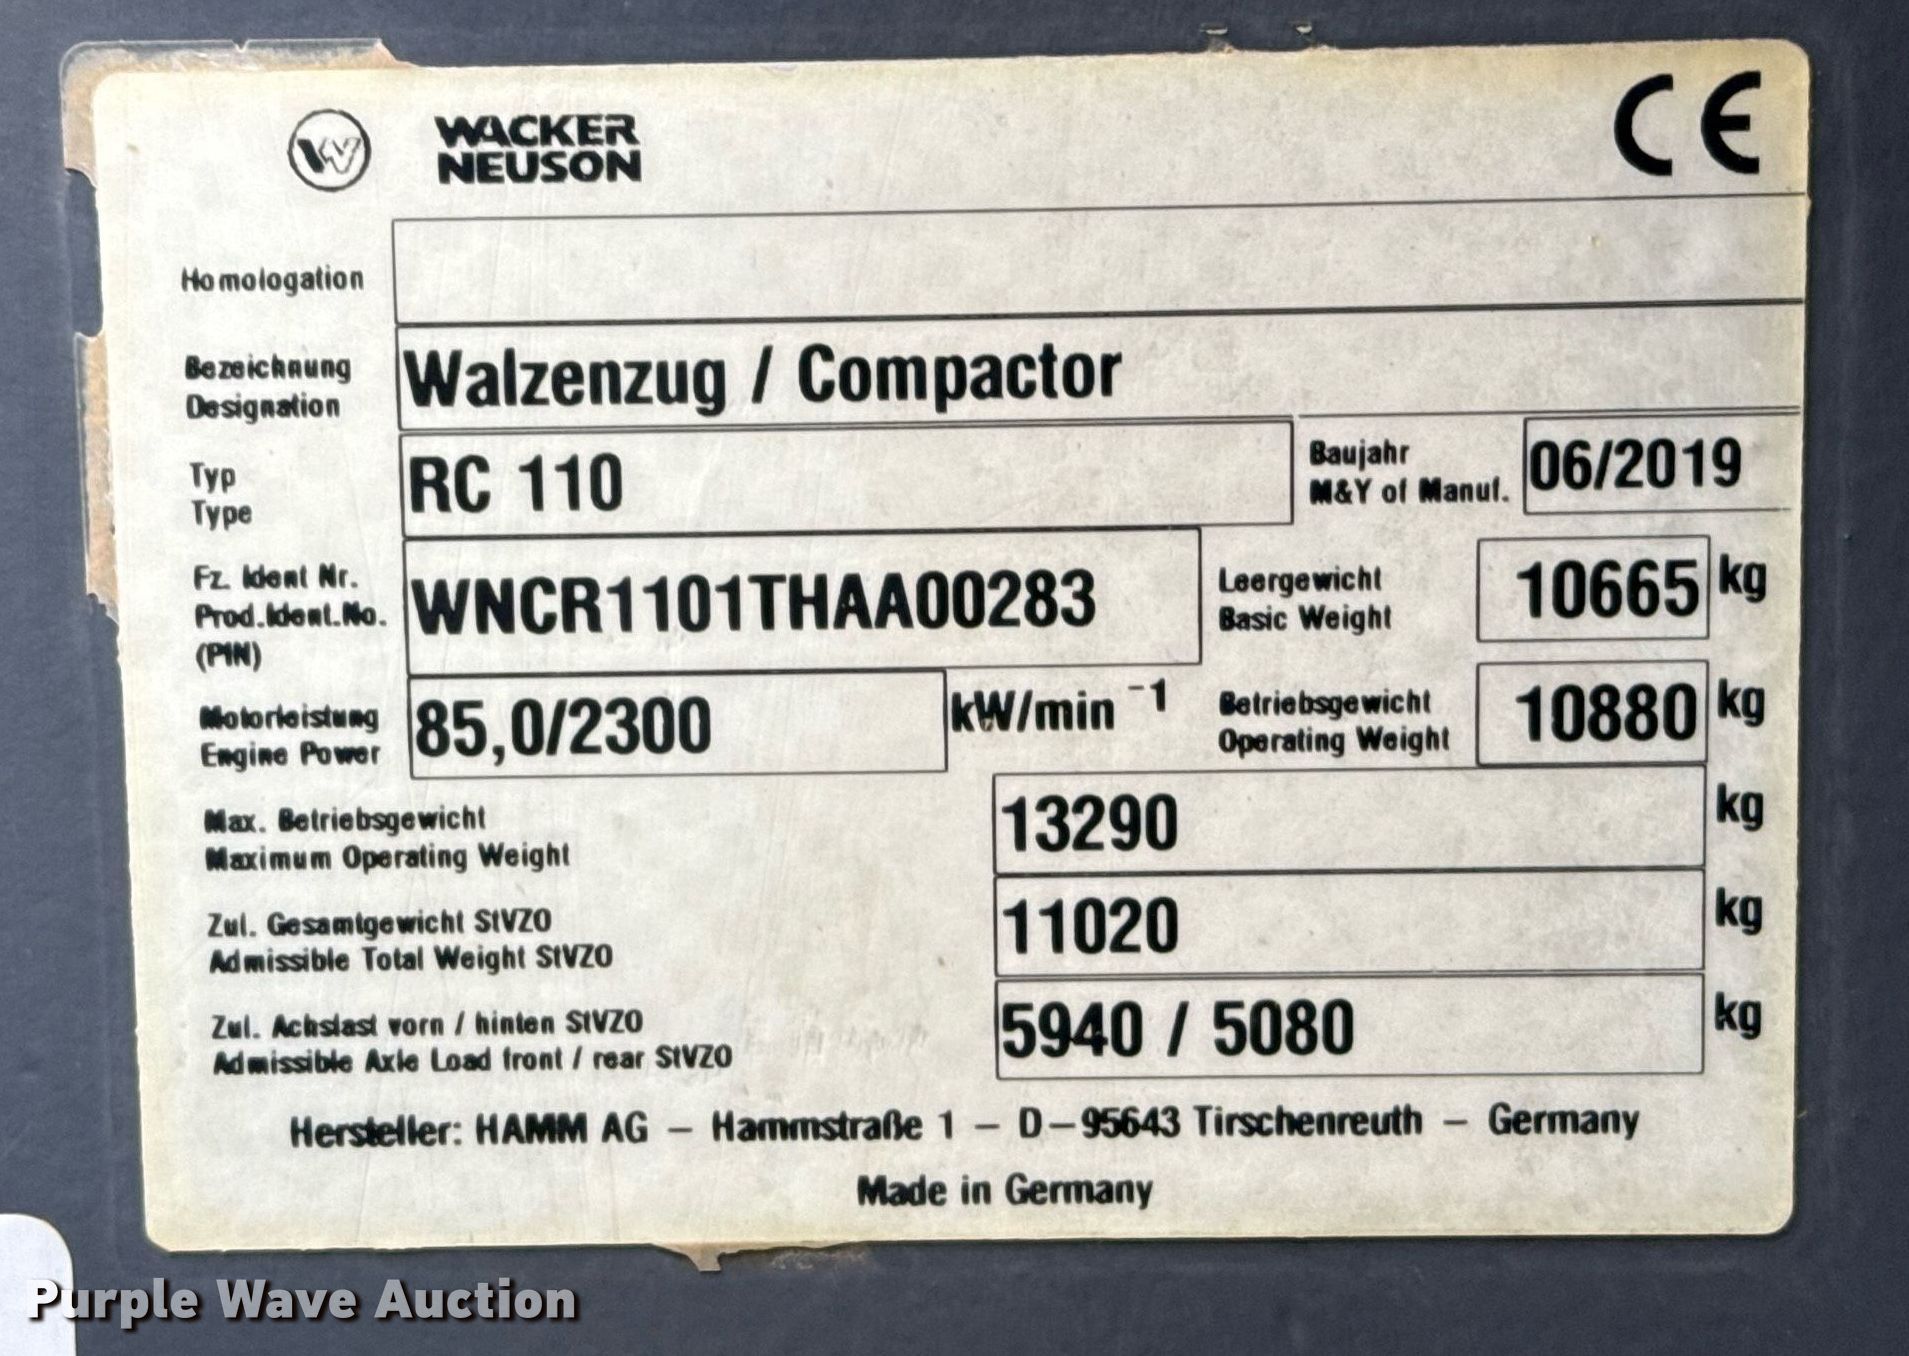 W WACKER
NEUSON
CE
Homologation
Bezeichnung
Designation
Walzenzug / Compactor
Typ
Type
RC 110
Baujahr
M&Y of Manuf.
06/2019
Fz. Ident Nr.
Prod.Ident.No.
(PIN)
WNCR1101THAA00283
Leergewicht
Basic Weight
10665 kg
Motorleistung
Engine Power
85,0/2300 kW/min ⁻¹
Betriebsgewicht
Operating Weight
10880 kg
Max. Betriebsgewicht
Maximum Operating Weight
13290 kg
Zul. Gesamtgewicht StVZO
Admissible Total Weight StVZO
11020 kg
Zul. Achslast vorn / hinten StVZO
Admissible Axle Load front / rear StVZO
5940 / 5080 kg
Hersteller: HAMM AG – Hammstraße 1 – D–95643 Tirschenreuth – Germany
Made in Germany
Purple Wave Auction